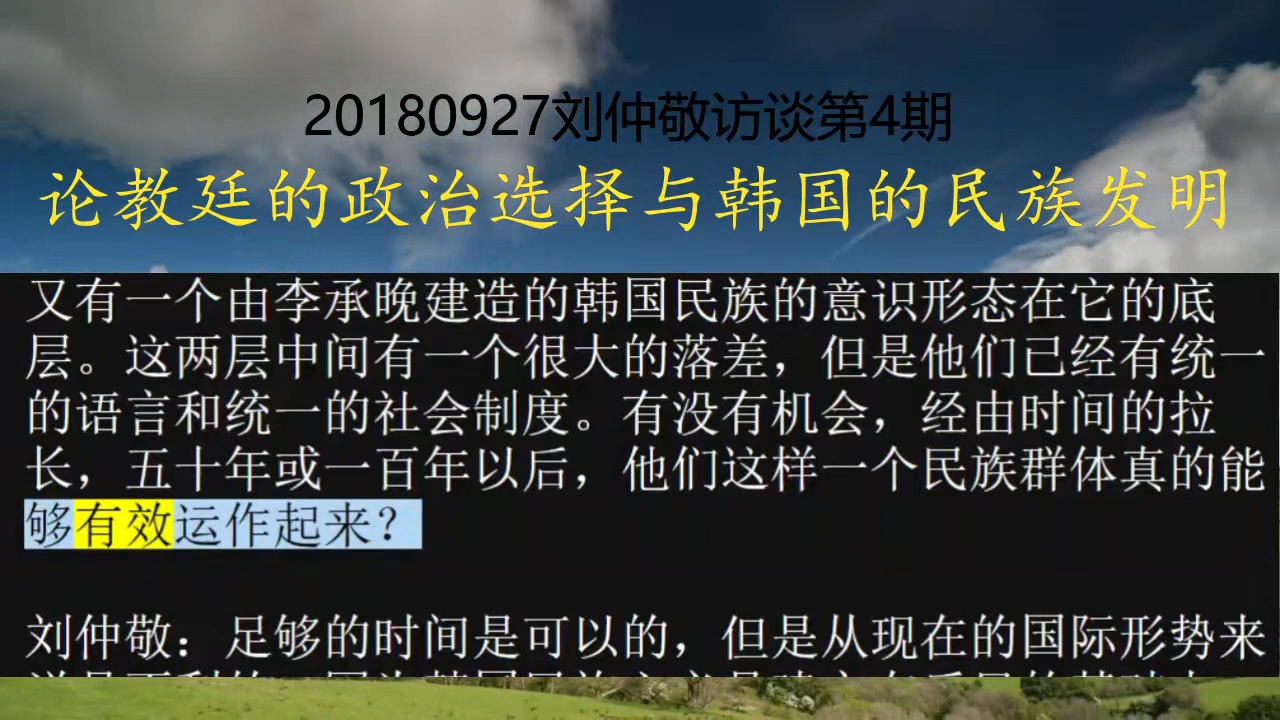 20180927刘仲敬访谈第4期
论教廷的政治选择与韩国的民族发明
又有一个由李承晚建造的韩国民族的意识形态在它的底
层。这两层中间有一个很大的落差，但是他们已经有统一
的语言和统一的社会制度。有没有机会，经由时间的拉
长，五十年或一百年以后，他们这样一个民族群体真的能
够有效运作起来？
刘仲敬：足够的时间是可以的，但是从现在的国际形势来